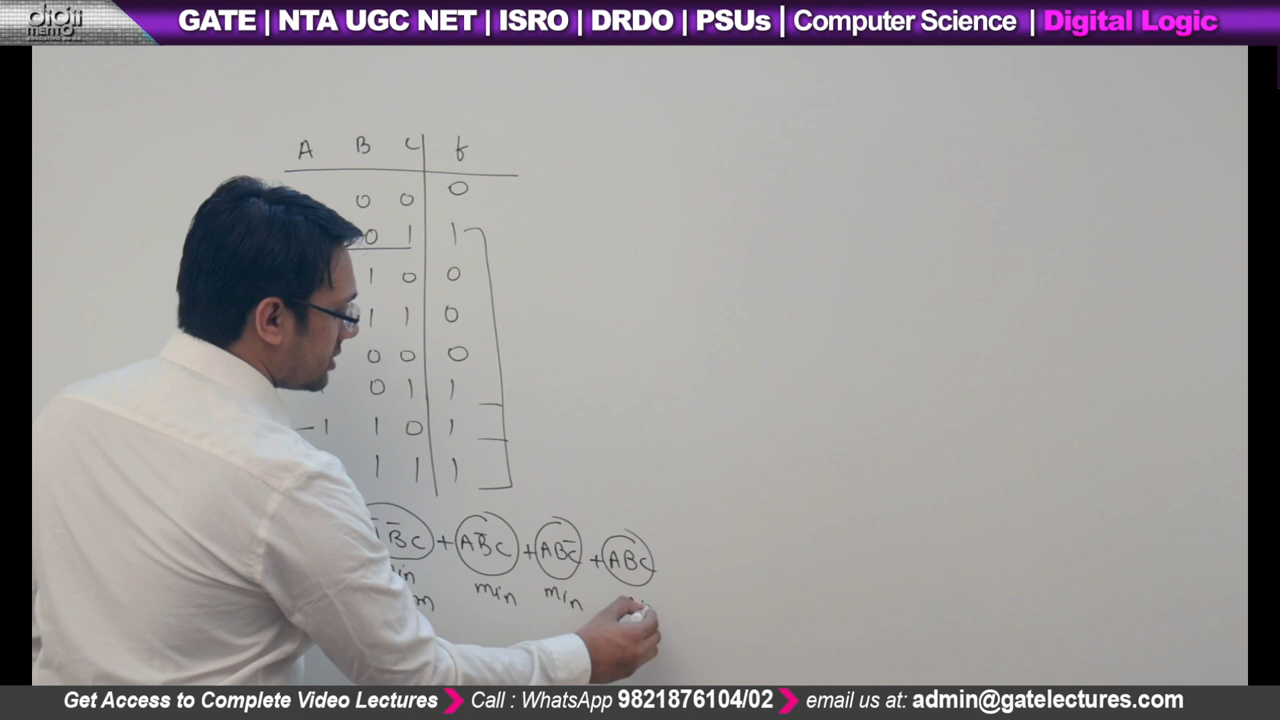 digii
mento
GATE | NTA UGC NET | ISRO | DRDO | PSUs | Computer Science | Digital Logic
A B C f
0 0 0
0 1 1
1 0 0
1 1 0
0 0 0
0 1 1
1 1 0 1
1 1 1
B̄C + AB̄C + ABC̄ + ABC
min min
Get Access to Complete Video Lectures Call : WhatsApp 9821876104/02 email us at: admin@gatelectures.com